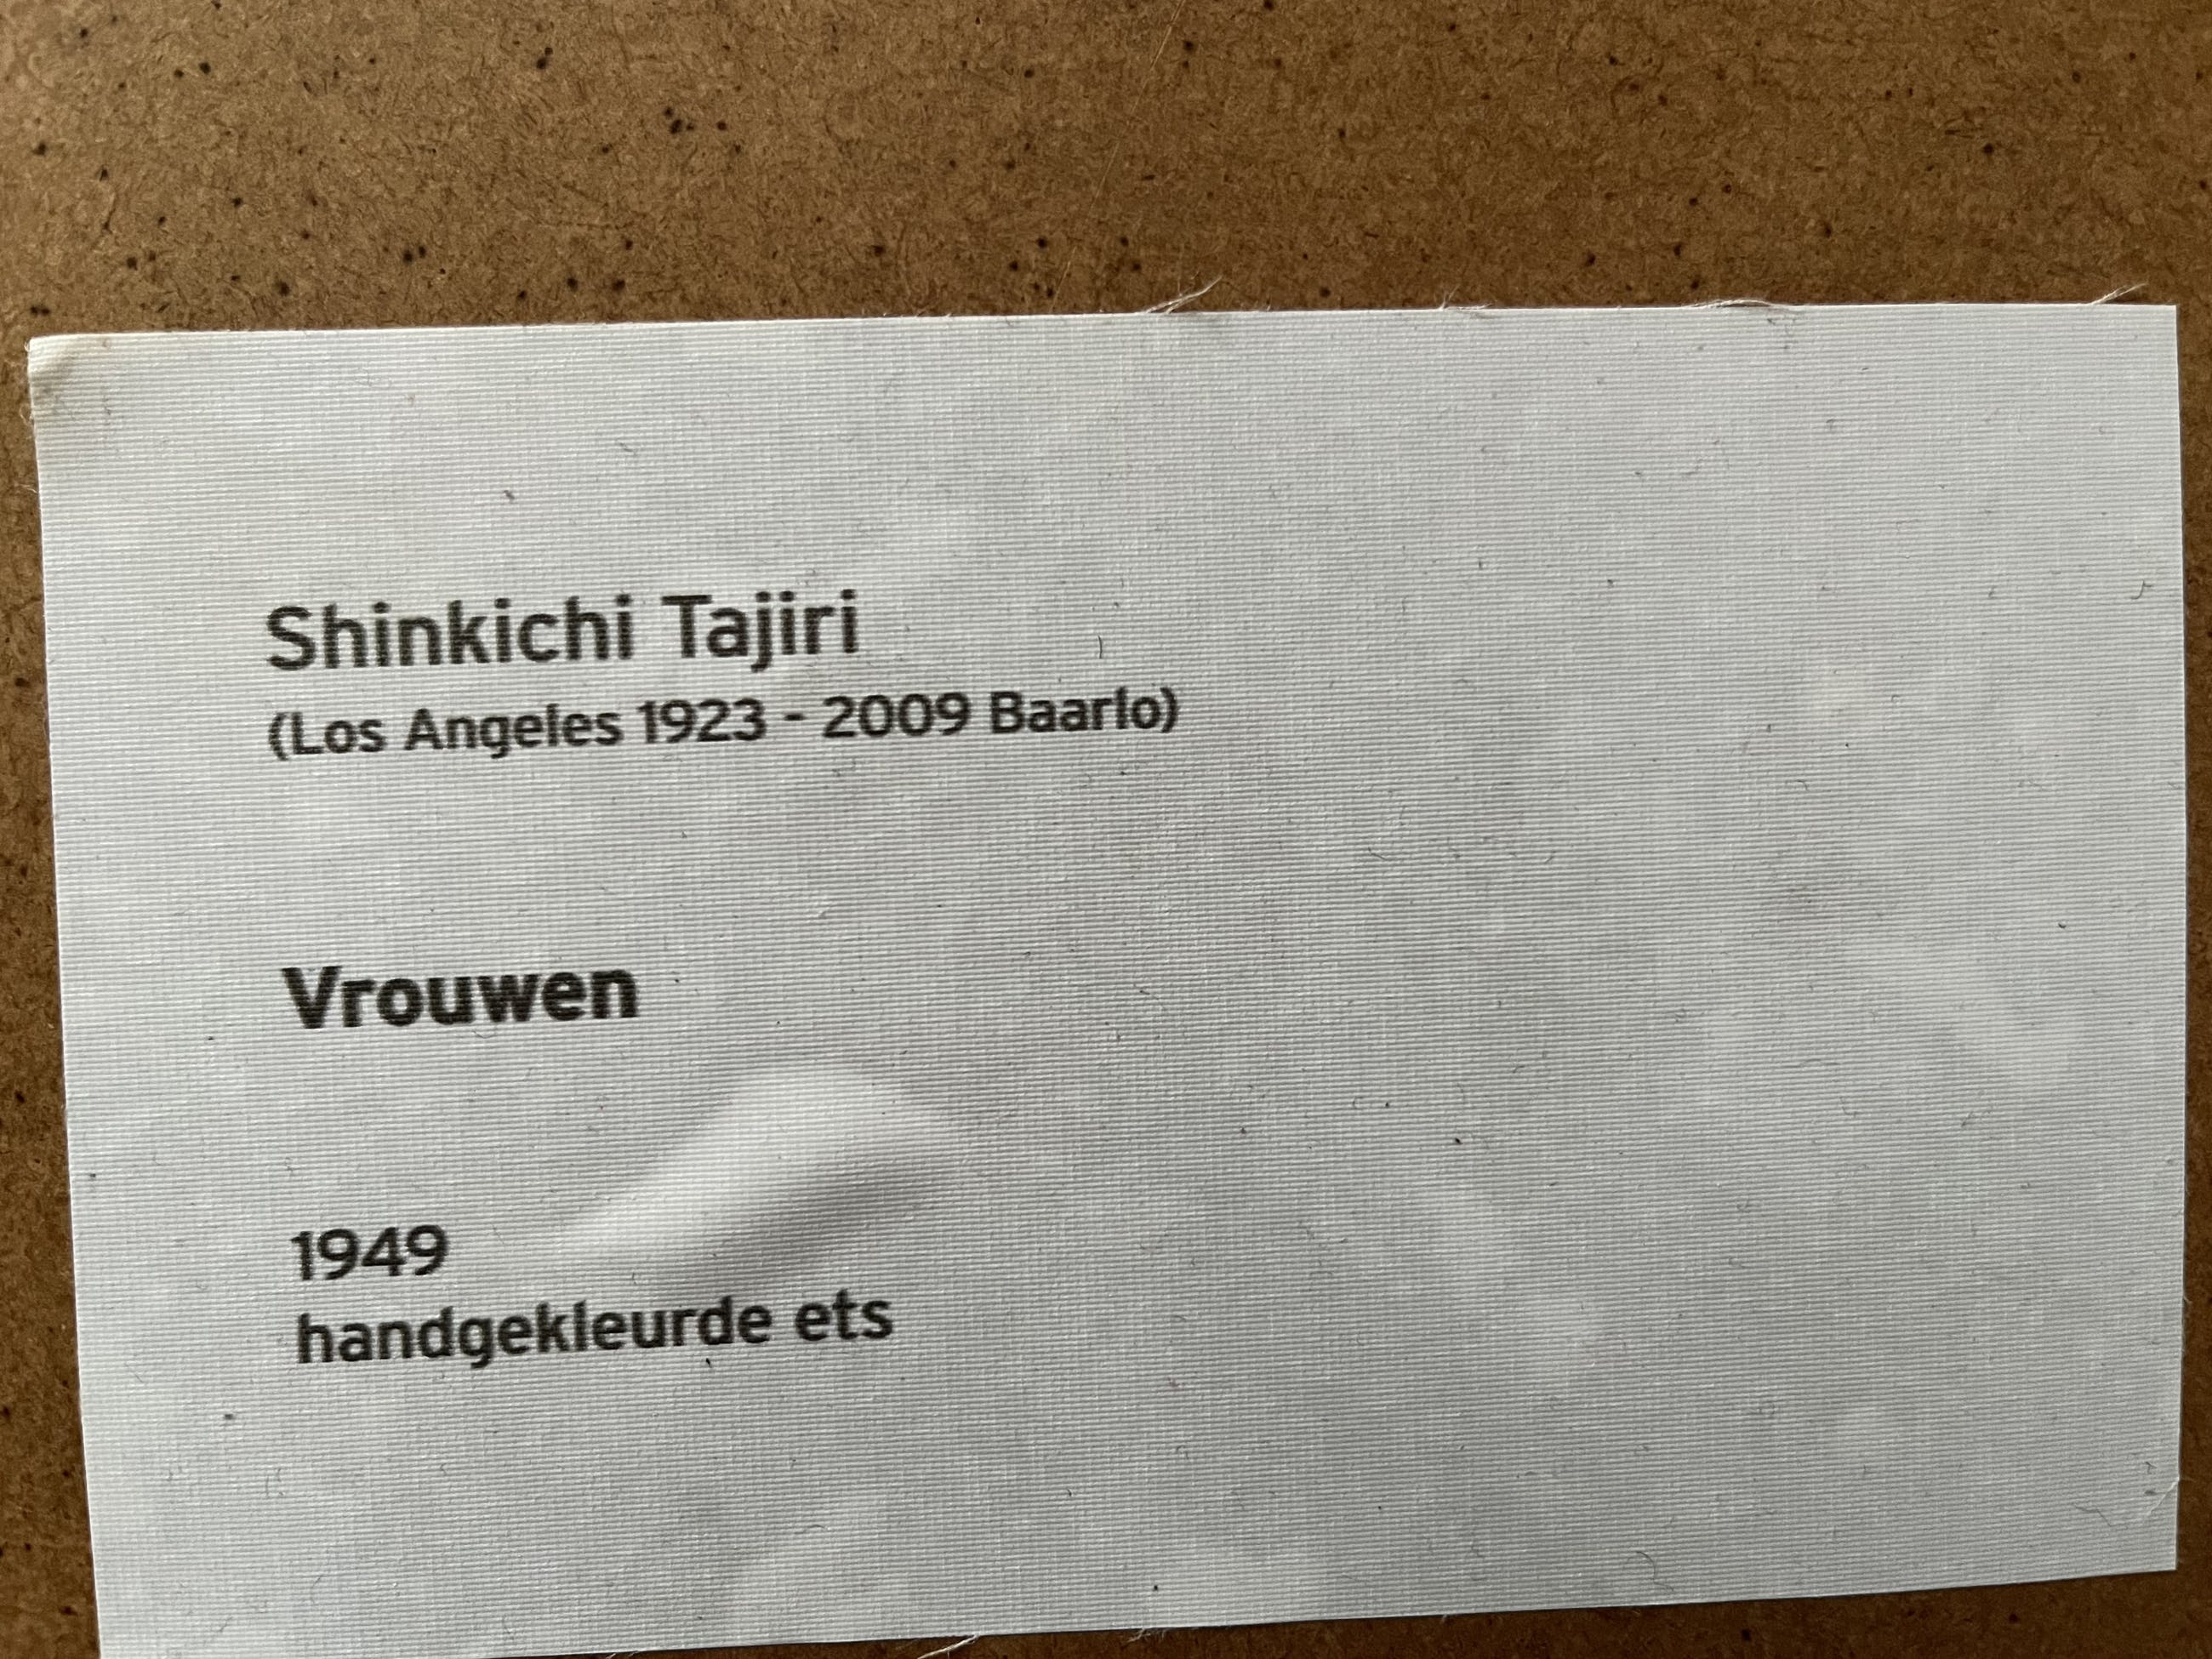 Shinkichi Tajiri
(Los Angeles 1923 - 2009 Baarlo)
Vrouwen
1949
handgekleurde ets